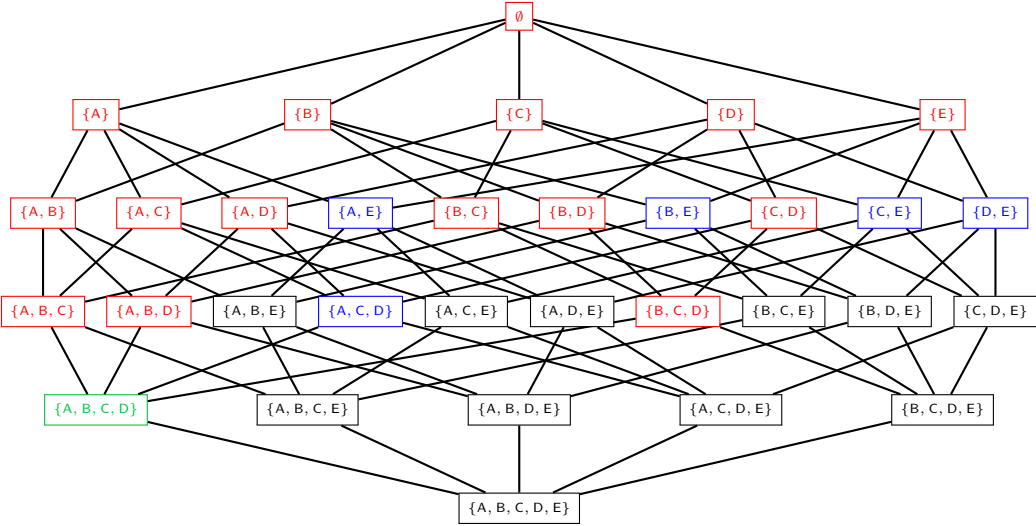 ∅
{A} {B} {C} {D} {E}
{A, B} {A, C} {A, D} {A, E} {B, C} {B, D} {B, E} {C, D} {C, E} {D, E}
{A, B, C} {A, B, D} {A, B, E} {A, C, D} {A, C, E} {A, D, E} {B, C, D} {B, C, E} {B, D, E} {C, D, E}
{A, B, C, D} {A, B, C, E} {A, B, D, E} {A, C, D, E} {B, C, D, E}
{A, B, C, D, E}